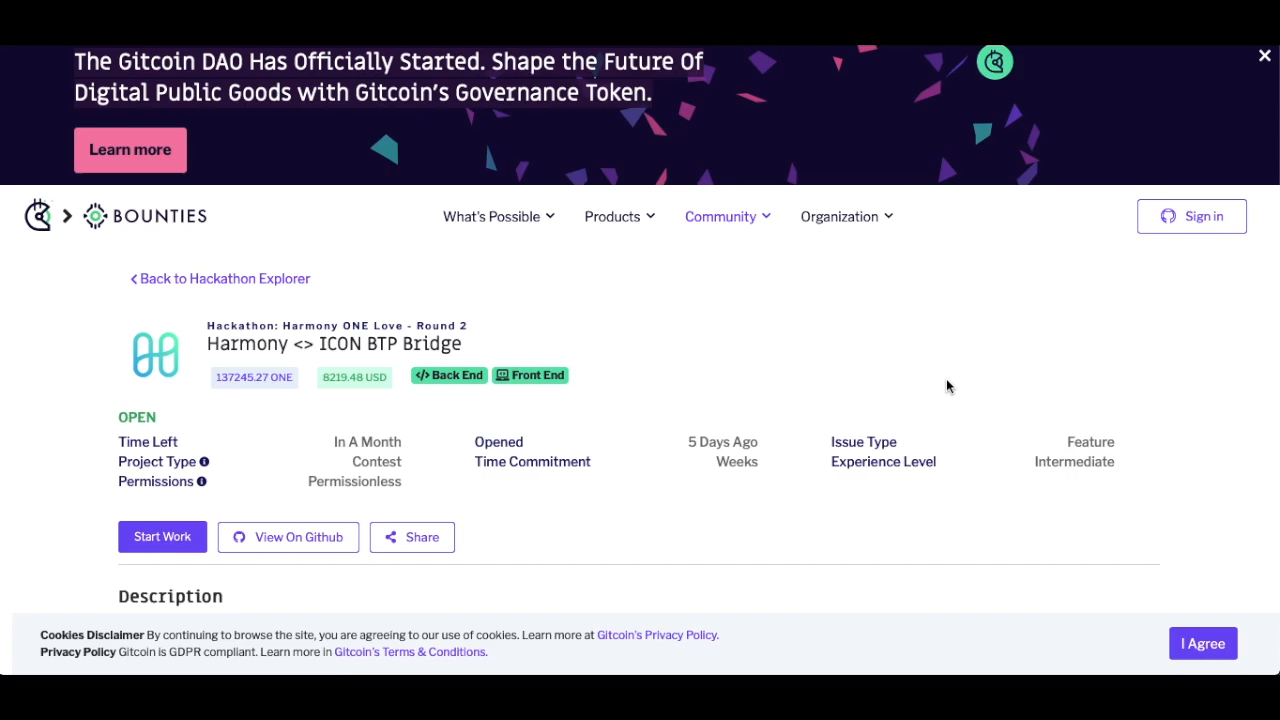 The Gitcoin DAO Has Officially Started. Shape the Future Of
Digital Public Goods with Gitcoin's Governance Token.
Learn more
BOUNTIES
What's Possible
Products
Community
Organization
Sign in
Back to Hackathon Explorer
Hackathon: Harmony ONE Love - Round 2
Harmony <> ICON BTP Bridge
137245.27 ONE
8219.48 USD
</> Back End
Front End
OPEN
Time Left In A Month Opened 5 Days Ago Issue Type Feature
Project Type Contest Time Commitment Weeks Experience Level Intermediate
Permissions Permissionless
Start Work
View On Github
Share
Description
Cookies Disclaimer By continuing to browse the site, you are agreeing to our use of cookies. Learn more at Gitcoin's Privacy Policy.
Privacy Policy Gitcoin is GDPR compliant. Learn more in Gitcoin's Terms & Conditions.
I Agree